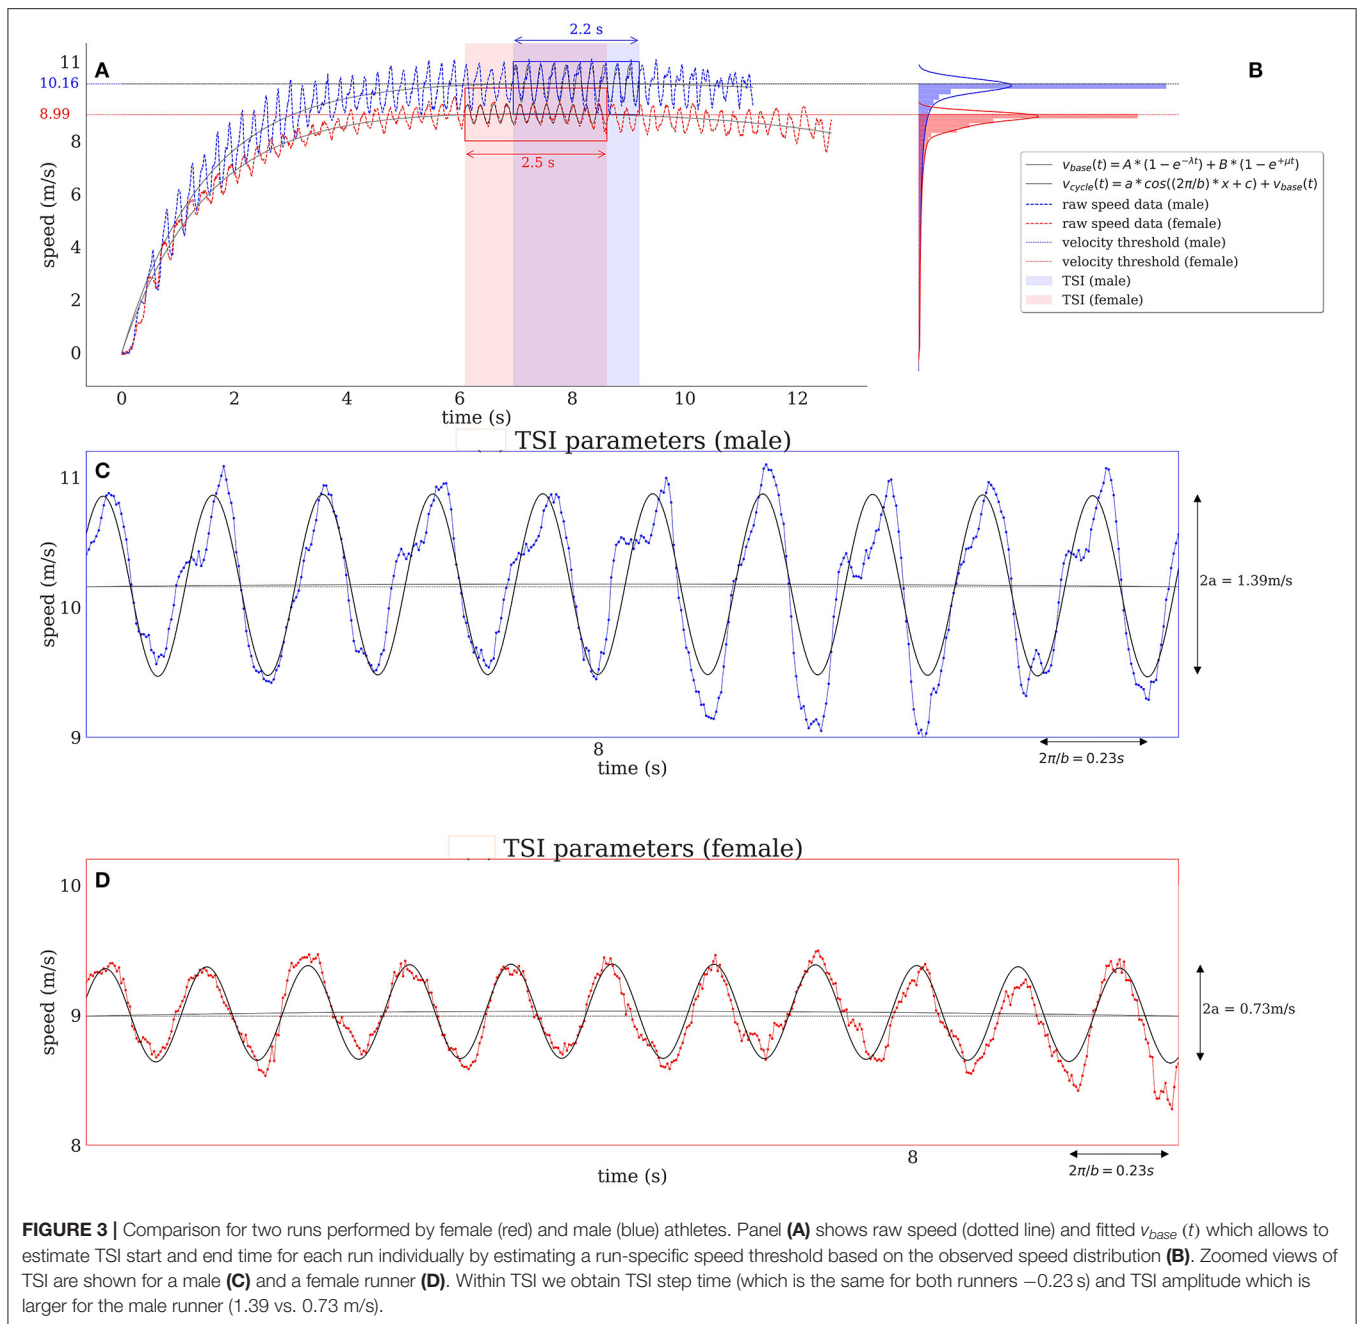 2.2 s
A
B
11
10.16
8.99
8
6
4
2
0
speed (m/s)
2.5 s
0 2 4 6 8 10 12
time (s)
v_base(t) = A * (1 − e^{−λt}) + B * (1 − e^{+μt})
v_cycle(t) = a * cos((2π/b) * x + c) + v_base(t)
raw speed data (male)
raw speed data (female)
velocity threshold (male)
velocity threshold (female)
TSI (male)
TSI (female)
TSI parameters (male)
C
11
10
9
speed (m/s)
2a = 1.39m/s
8
time (s)
2π/b = 0.23s
TSI parameters (female)
D
10
9
8
speed (m/s)
2a = 0.73m/s
8
time (s)
2π/b = 0.23s
FIGURE 3 | Comparison for two runs performed by female (red) and male (blue) athletes. Panel (A) shows raw speed (dotted line) and fitted v_base (t) which allows to
estimate TSI start and end time for each run individually by estimating a run-specific speed threshold based on the observed speed distribution (B). Zoomed views of
TSI are shown for a male (C) and a female runner (D). Within TSI we obtain TSI step time (which is the same for both runners −0.23 s) and TSI amplitude which is
larger for the male runner (1.39 vs. 0.73 m/s).